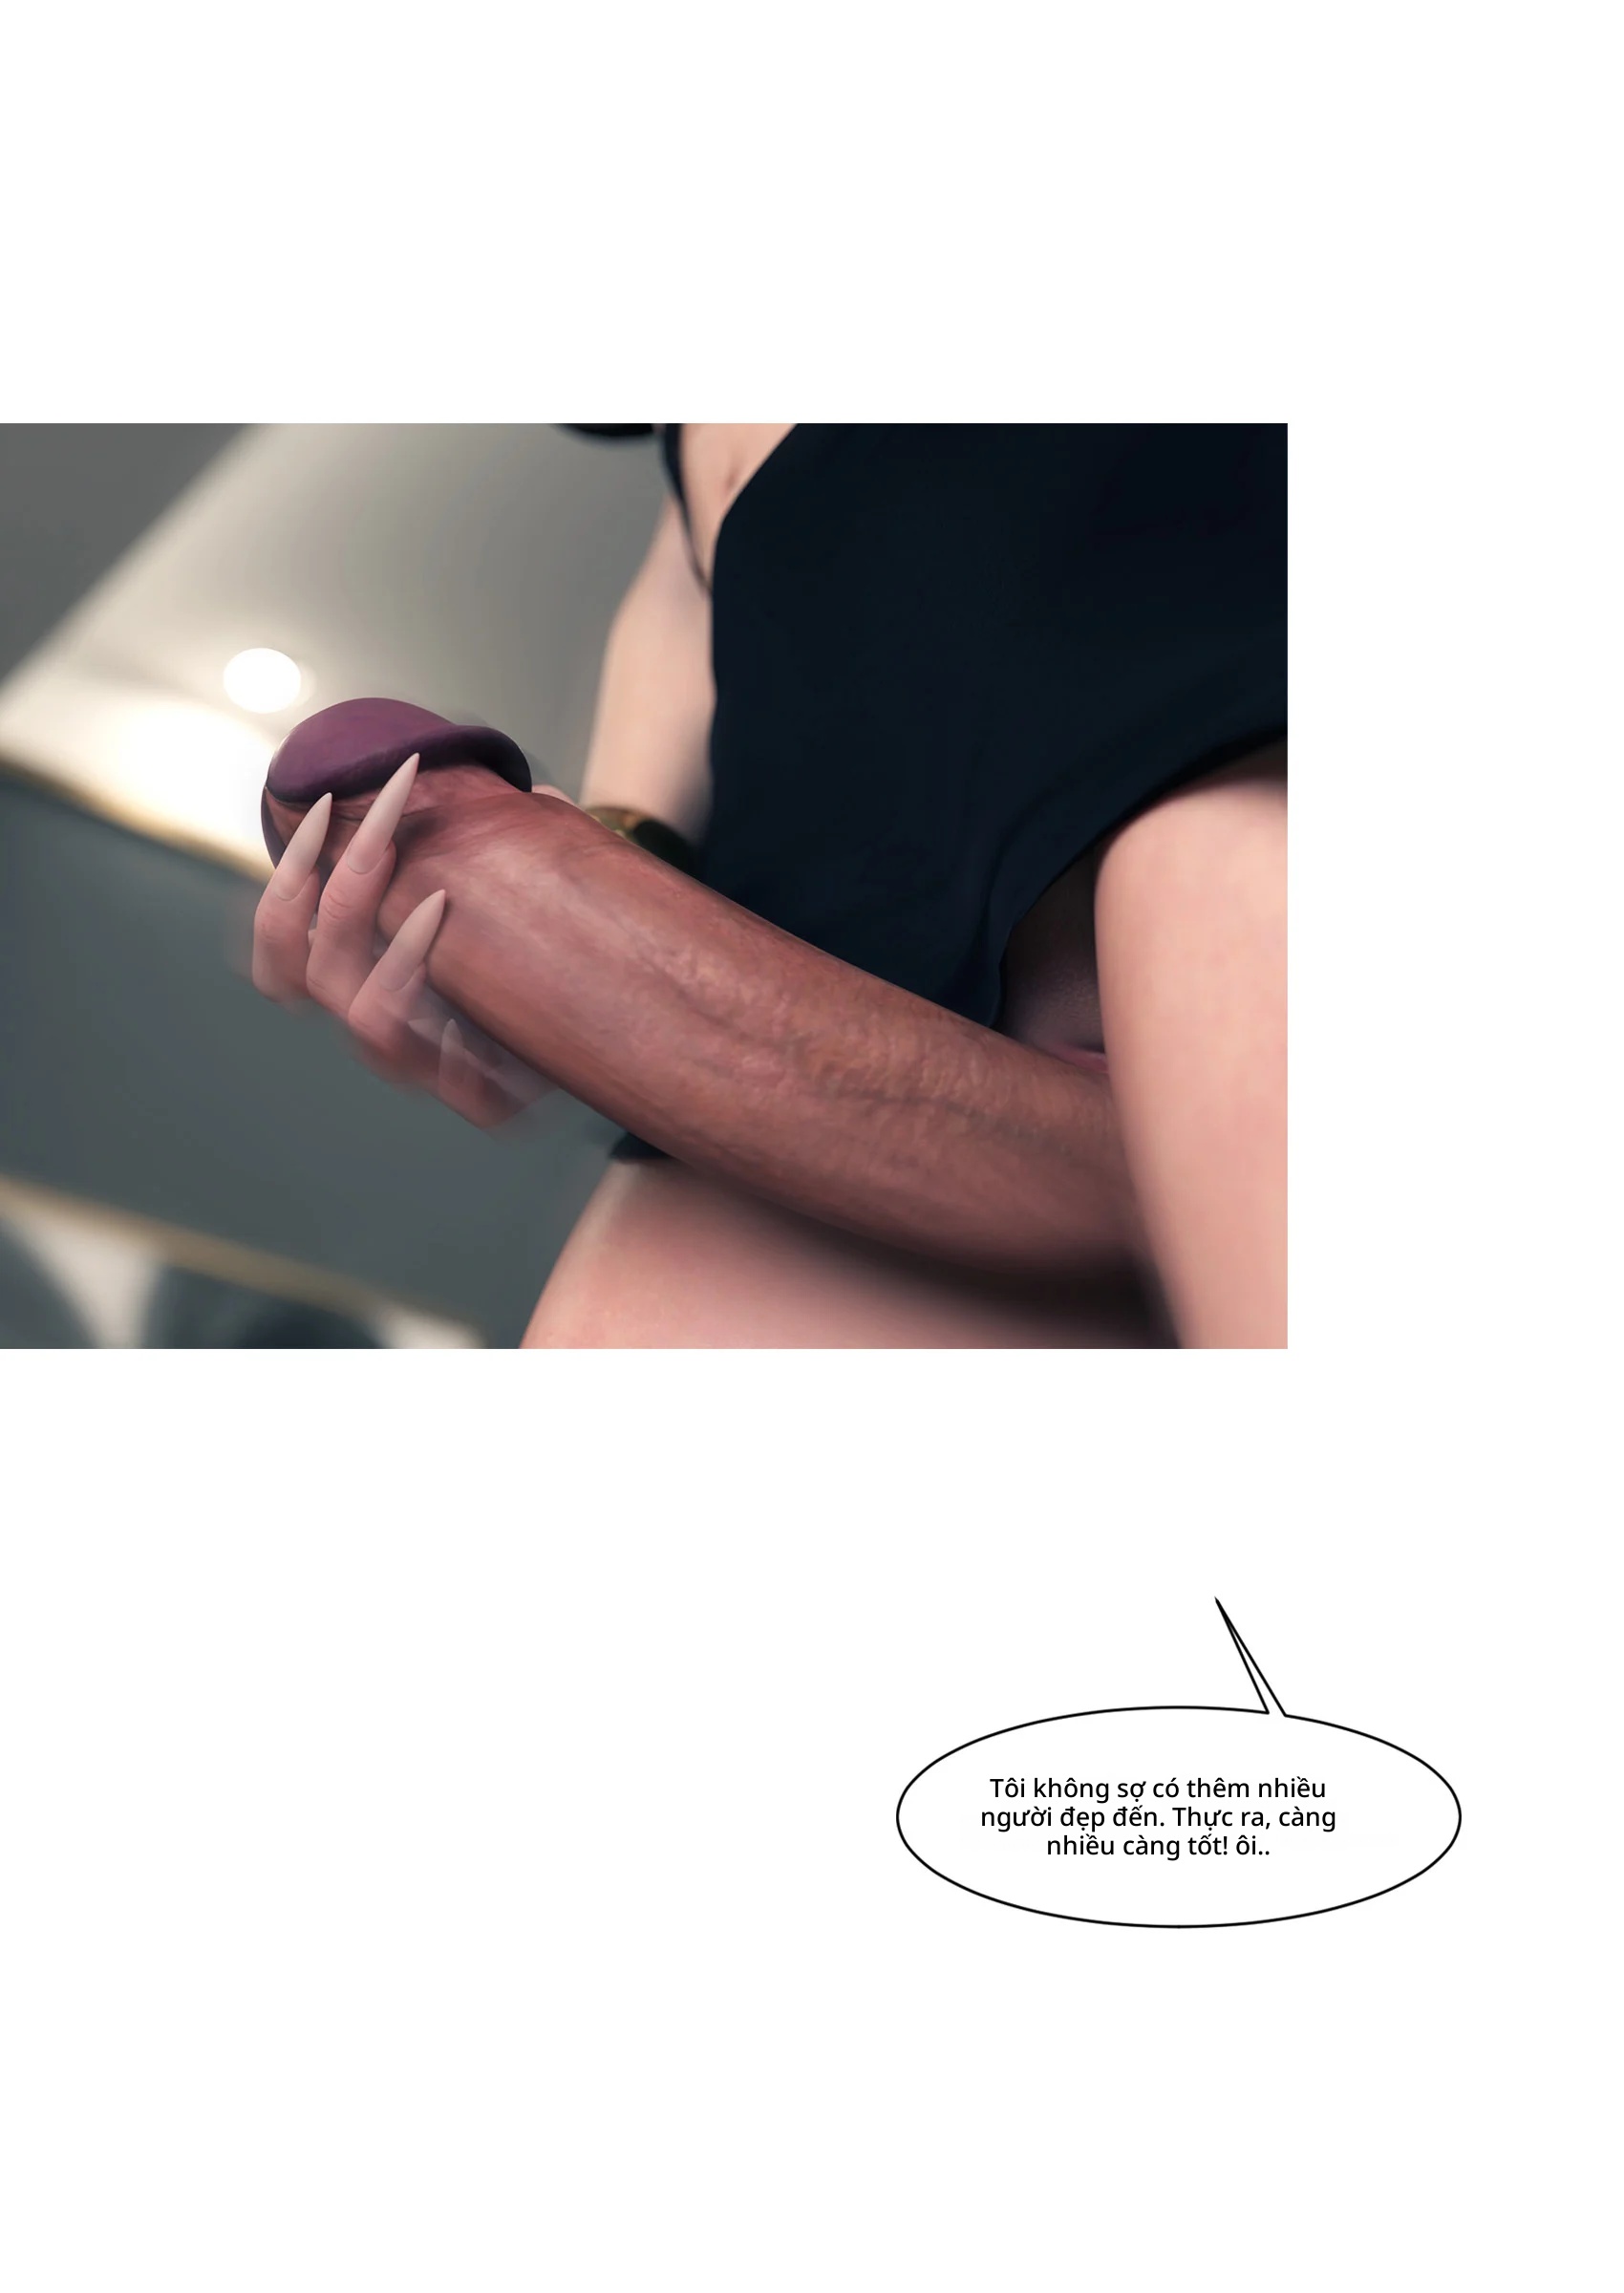 Tôi không sợ có thêm nhiều
người đẹp đến. Thực ra, càng
nhiều càng tốt! ôi..